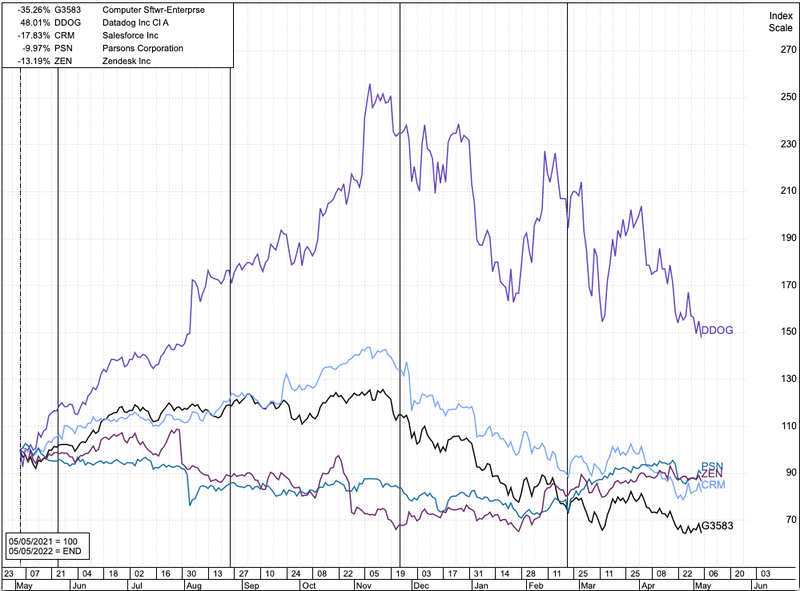 -35.26% G3583 Computer Sftwr-Enterprse
48.01% DDOG Datadog Inc Cl A
-17.83% CRM Salesforce Inc
-9.97% PSN Parsons Corporation
-13.19% ZEN Zendesk Inc
Index
Scale
270
250
230
210
190
170
150
DDOG
130
110
PSN
ZEN
90
CRM
70
G3583
05/05/2021 = 100
05/05/2022 = END
23 07 21 04 18 02 16 30 13 27 10 24 08 22 05 19 03 17 31 14 28 11 25 11 25 08 22 06 20 03
May Jun Jul Aug Sep Oct Nov Dec Jan Feb Mar Apr May Jun